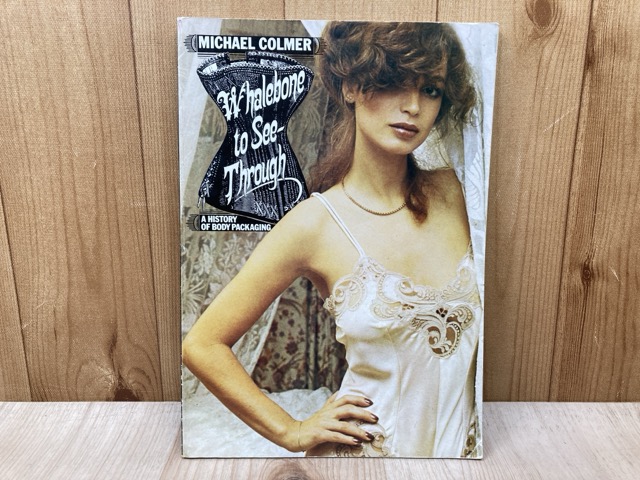 MICHAEL COLMER
Whalebone
to See-
Through
A HISTORY
OF BODY PACKAGING